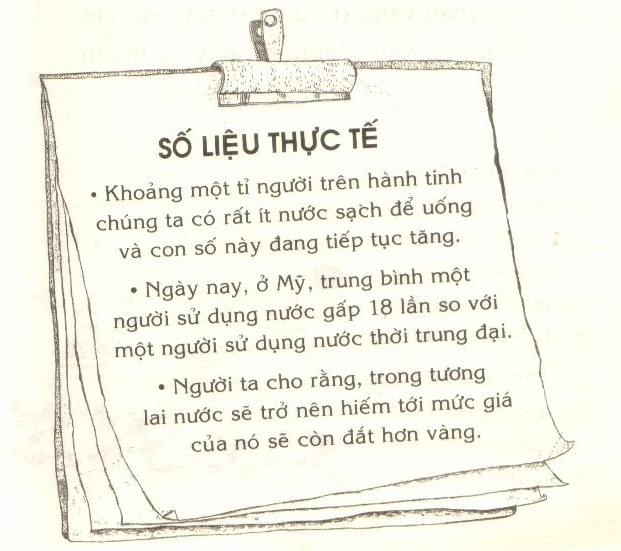 SỐ LIỆU THỰC TẾ
• Khoảng một tỉ người trên hành tinh
chúng ta có rất ít nước sạch để uống
và con số này đang tiếp tục tăng.
• Ngày nay, ở Mỹ, trung bình một
người sử dụng nước gấp 18 lần so với
một người sử dụng nước thời trung đại.
• Người ta cho rằng, trong tương
lai nước sẽ trở nên hiếm tới mức giá
của nó sẽ còn đắt hơn vàng.